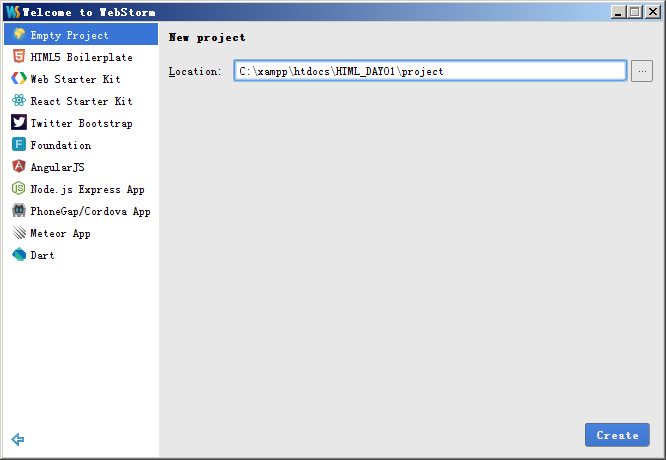 WS Welcome to WebStorm
Empty Project
HTML5 Boilerplate
Web Starter Kit
React Starter Kit
Twitter Bootstrap
Foundation
AngularJS
Node.js Express App
PhoneGap/Cordova App
Meteor App
Dart
New project
Location: C:\xampp\htdocs\HTML_DAY01\project ...
Create